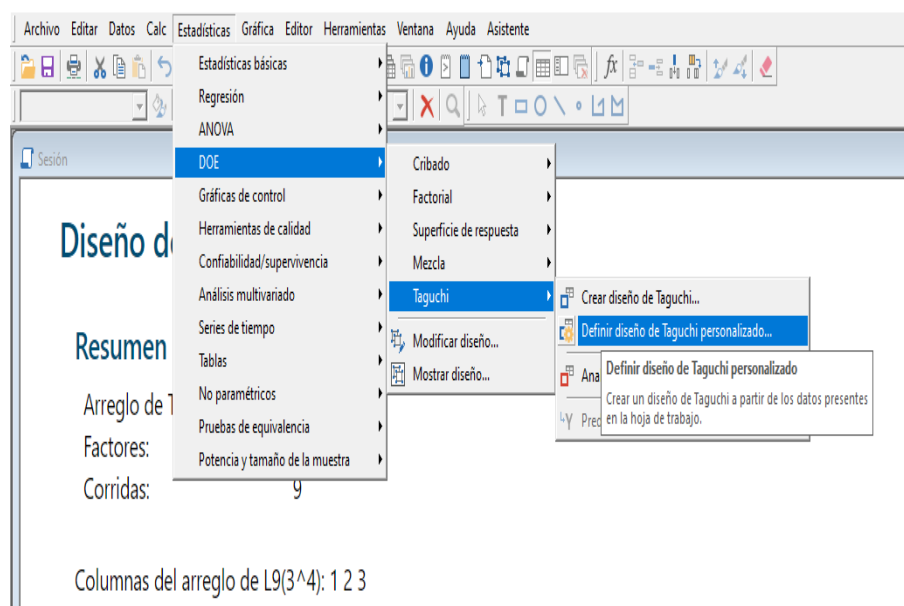 Archivo Editar Datos Calc Estadísticas Gráfica Editor Herramientas Ventana Ayuda Asistente
Sesión
Estadísticas básicas
Regresión
ANOVA
DOE
Gráficas de control
Herramientas de calidad
Confiabilidad/supervivencia
Análisis multivariado
Series de tiempo
Tablas
No paramétricos
Pruebas de equivalencia
Potencia y tamaño de la muestra
Cribado
Factorial
Superficie de respuesta
Mezcla
Taguchi
Modificar diseño...
Mostrar diseño...
Crear diseño de Taguchi...
Definir diseño de Taguchi personalizado...
Ana
Pred
Definir diseño de Taguchi personalizado
Crear un diseño de Taguchi a partir de los datos presentes
en la hoja de trabajo.
Diseño d
Resumen
Arreglo de T
Factores:
Corridas: 9
Columnas del arreglo de L9(3^4): 1 2 3